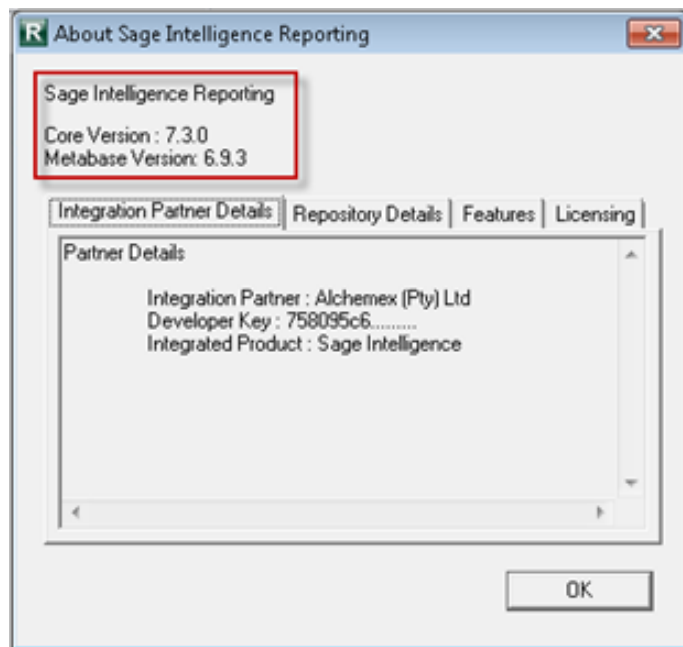 R About Sage Intelligence Reporting
Sage Intelligence Reporting
Core Version : 7.3.0
Metabase Version: 6.9.3
Integration Partner Details Repository Details Features Licensing
Partner Details
Integration Partner : Alchemex (Pty) Ltd
Developer Key : 758095c6.........
Integrated Product : Sage Intelligence
OK